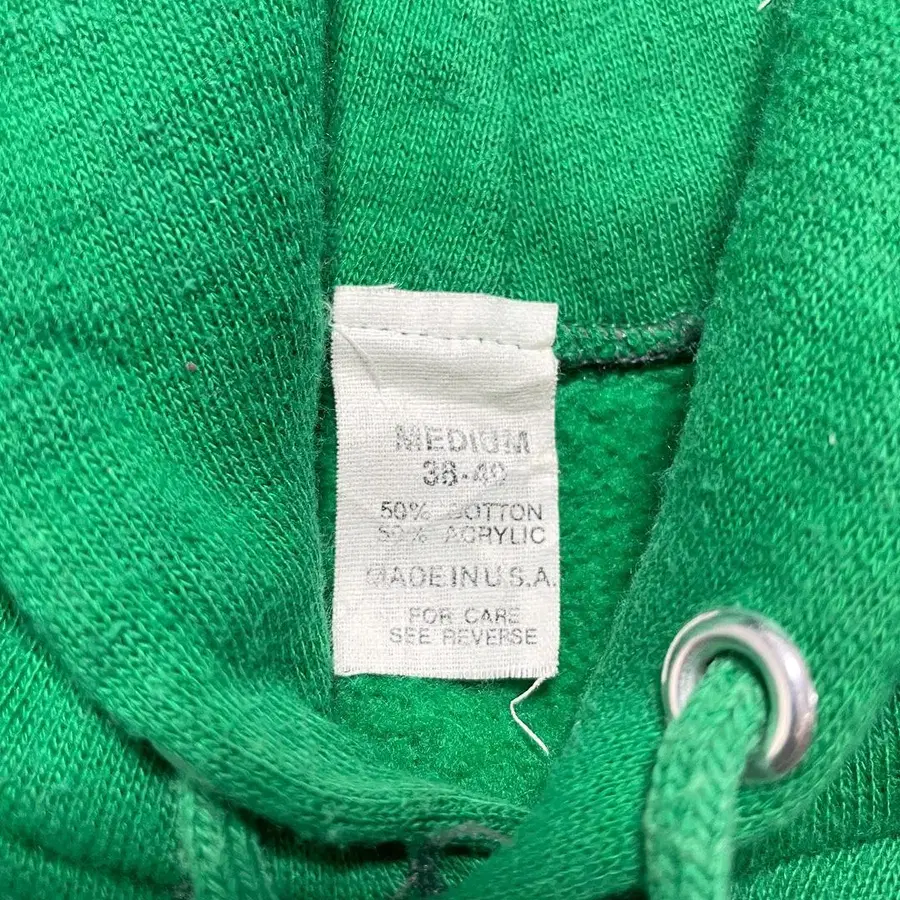 MEDIUM
38-40
50% COTTON
50% ACRYLIC
MADE IN U.S.A.
FOR CARE
SEE REVERSE